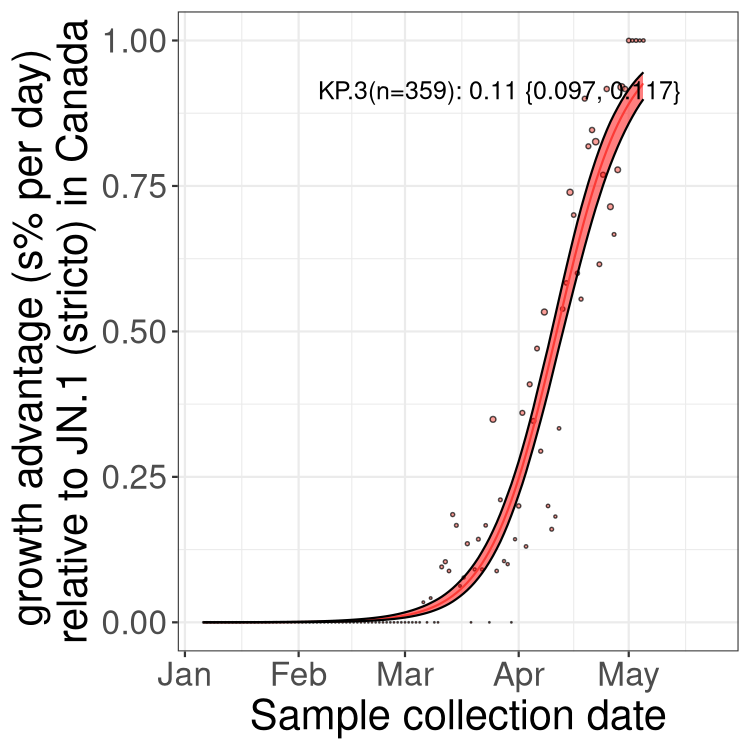 growth advantage (s% per day)
relative to JN.1 (stricto) in Canada
1.00
0.75
0.50
0.25
0.00
KP.3(n=359): 0.11 {0.097, 0.117}
Jan Feb Mar Apr May
Sample collection date